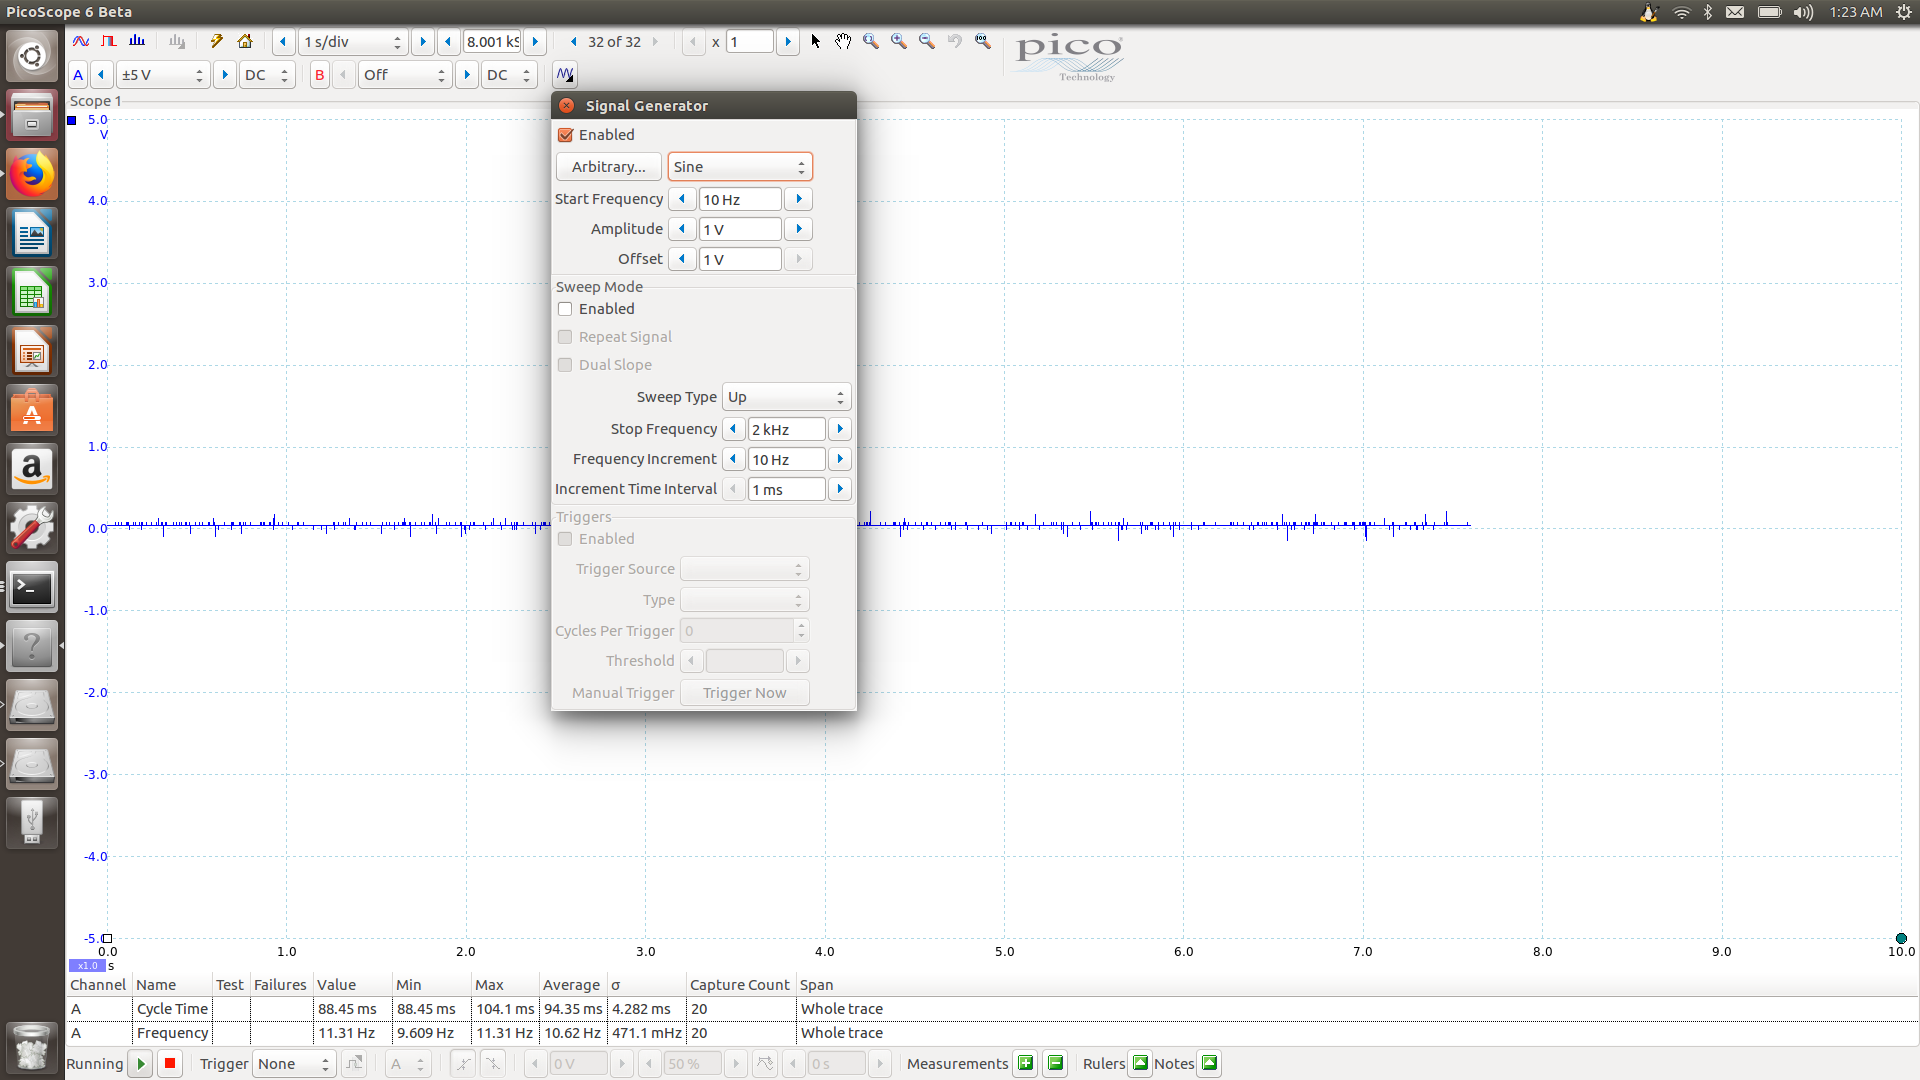 PicoScope 6 Beta
1:23 AM
1 s/div
8.001 kS
32 of 32
x 1
pico
Technology
A ±5 V DC B Off DC
Scope 1
Signal Generator
Enabled
Arbitrary... Sine
Start Frequency 10 Hz
Amplitude 1 V
Offset 1 V
Sweep Mode
Enabled
Repeat Signal
Dual Slope
Sweep Type Up
Stop Frequency 2 kHz
Frequency Increment 10 Hz
Increment Time Interval 1 ms
Triggers
Enabled
Trigger Source
Type
Cycles Per Trigger 0
Threshold
Manual Trigger Trigger Now
5.0
V
4.0
3.0
2.0
1.0
0.0
-1.0
-2.0
-3.0
-4.0
-5.0
0.0 1.0 2.0 3.0 4.0 5.0 6.0 7.0 8.0 9.0 10.0
x1.0 s
Channel Name Test Failures Value Min Max Average σ Capture Count Span
A Cycle Time 88.45 ms 88.45 ms 104.1 ms 94.35 ms 4.282 ms 20 Whole trace
A Frequency 11.31 Hz 9.609 Hz 11.31 Hz 10.62 Hz 471.1 mHz 20 Whole trace
Running Trigger None A 0 V 50 % 0 s Measurements Rulers Notes